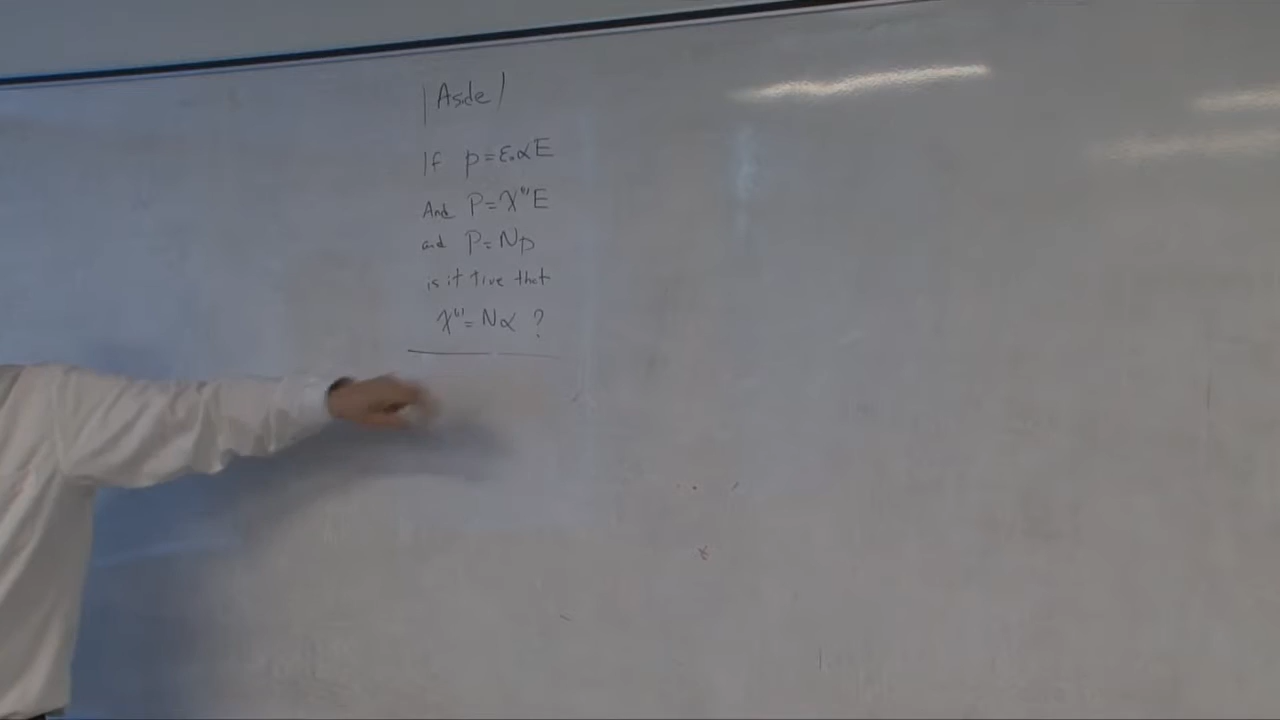 |Aside|
If p=ε₀αE
And P=χ⁽¹⁾E
and P=Np
is it true that
χ⁽¹⁾=Nα ?